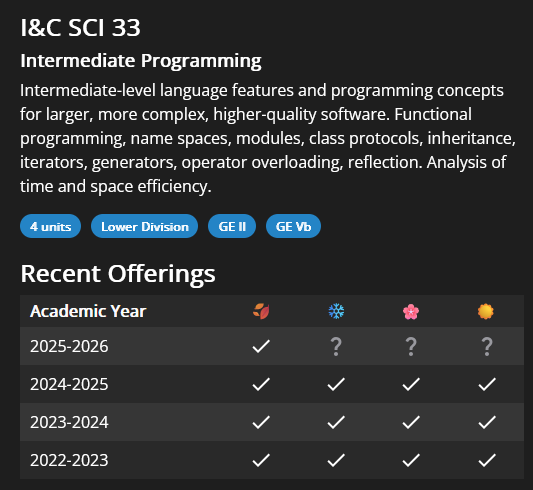 I&C SCI 33
Intermediate Programming
Intermediate-level language features and programming concepts
for larger, more complex, higher-quality software. Functional
programming, name spaces, modules, class protocols, inheritance,
iterators, generators, operator overloading, reflection. Analysis of
time and space efficiency.
4 units Lower Division GE II GE Vb
Recent Offerings
Academic Year 🍂 ❄️ 🌸 ☀️
2025-2026 ✓ ? ? ?
2024-2025 ✓ ✓ ✓ ✓
2023-2024 ✓ ✓ ✓ ✓
2022-2023 ✓ ✓ ✓ ✓